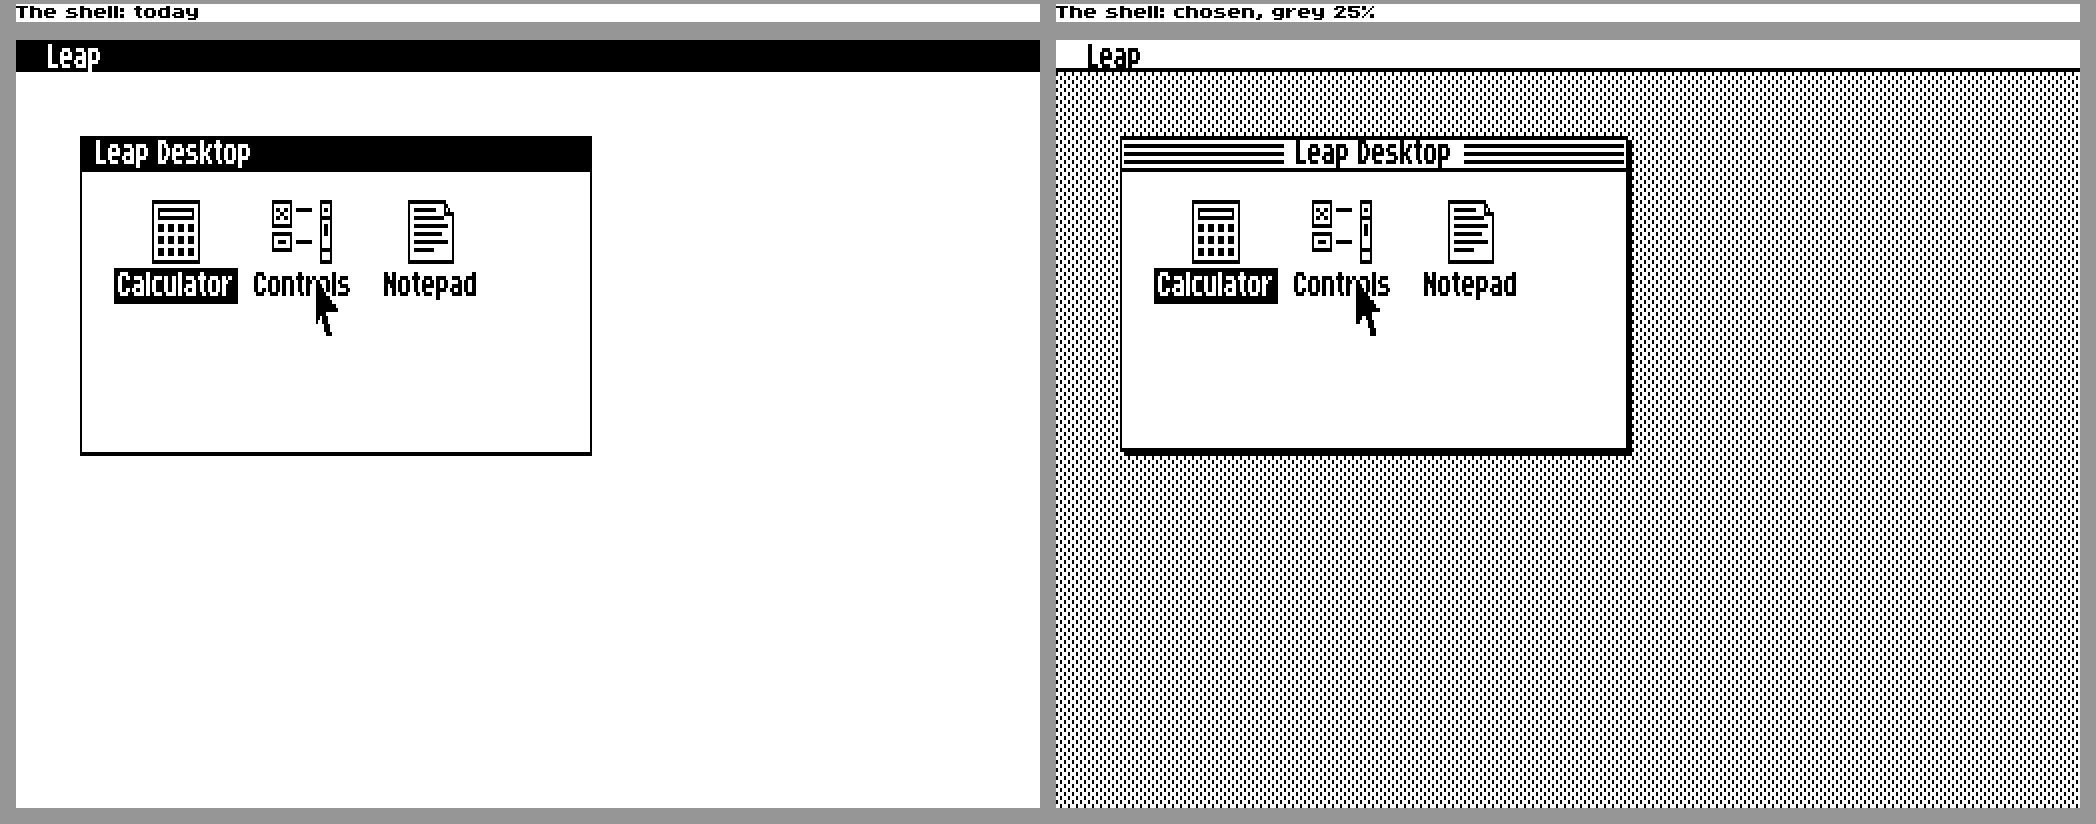 The shell: today
Leap
Leap Desktop
Calculator Controls Notepad
The shell: chosen, grey 25%
Leap
Leap Desktop
Calculator Controls Notepad